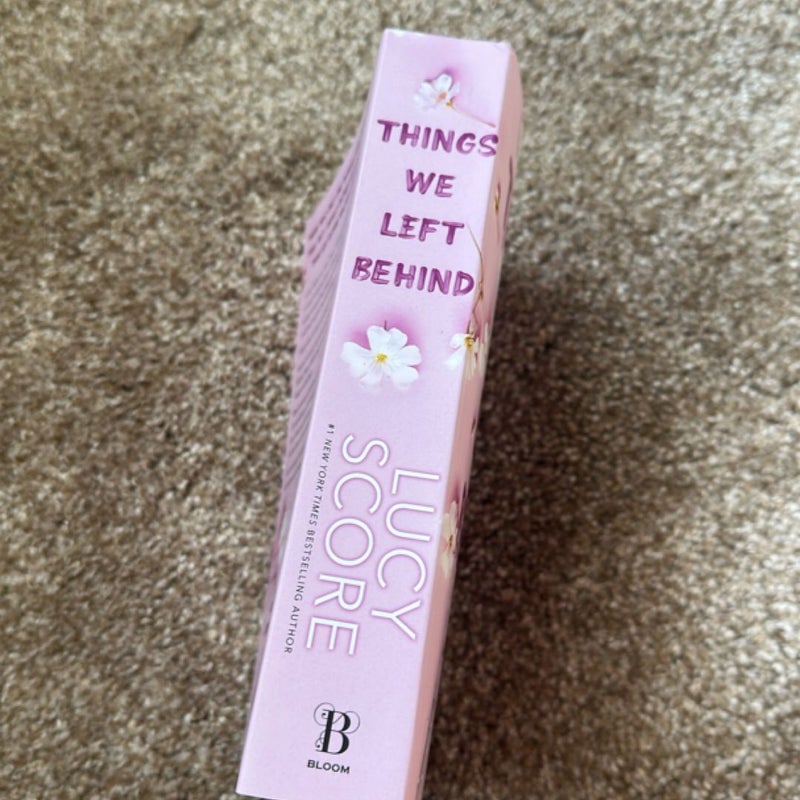 THINGS
WE
LEFT
BEHIND
LUCY
SCORE
#1 NEW YORK TIMES BESTSELLING AUTHOR
B
BLOOM